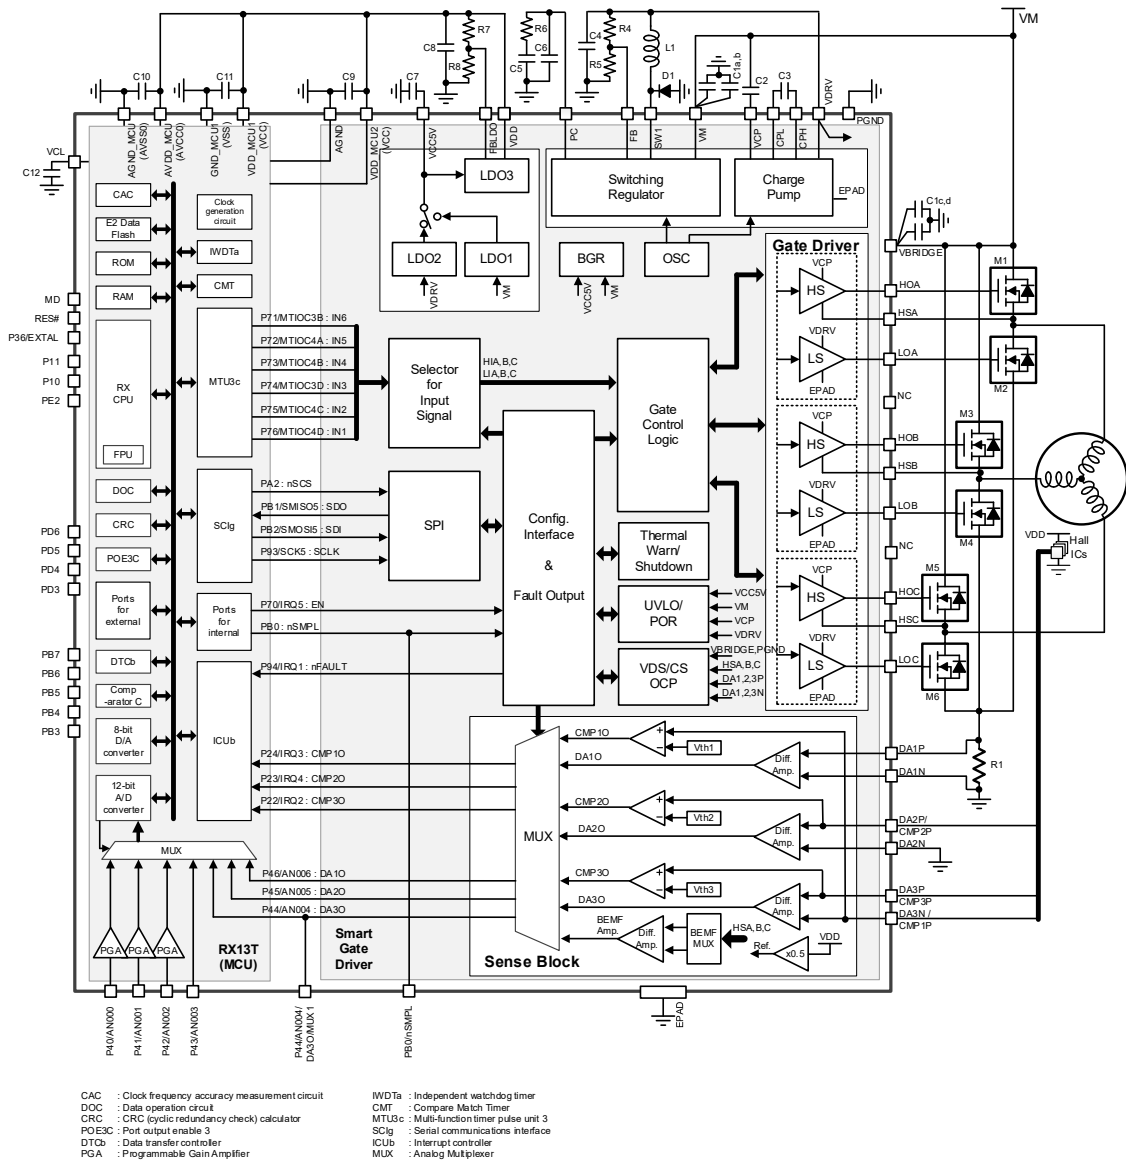 VM
C10
C11
C9
C7
C8
R7
R8
R6
C5
C6
C4
R4
R5
L1
D1
C1a,b
C2
C3
VCL
C12
AGND_MCU
(AVSS0)
AVDD_MCU
(AVCC0)
GND_MCU1
(VSS)
VDD_MCU1
(VCC)
AGND
VDD_MCU2
(VCC)
VCC5V
FBLDO
VDD
PC
FB
SW1
VM
VCP
CPL
CPH
VDRV
PGND
CAC
E2 Data
Flash
ROM
RAM
RX
CPU
FPU
DOC
CRC
POE3C
Ports
for
external
DTCb
Comp
-arator C
8-bit
D/A
converter
12-bit
A/D
converter
Clock
generation
circuit
IWDTa
CMT
MTU3c
SCIg
Ports
for
internal
ICUb
MUX
PGA
PGA
PGA
RX13T
(MCU)
MD
RES#
P36/EXTAL
P11
P10
PE2
PD6
PD5
PD4
PD3
PB7
PB6
PB5
PB4
PB3
LDO3
LDO2
LDO1
VDRV
VM
Switching
Regulator
Charge
Pump
EPAD
BGR
OSC
VCC5V
VM
P71/MTIOC3B : IN6
P72/MTIOC4A : IN5
P73/MTIOC4B : IN4
P74/MTIOC3D : IN3
P75/MTIOC4C : IN2
P76/MTIOC4D : IN1
Selector
for
Input
Signal
HIA,B,C
LIA,B,C
Gate
Control
Logic
PA2 : nSCS
PB1/SMISO5 : SDO
PB2/SMOSI5 : SDI
P93/SCK5 : SCLK
SPI
Config.
Interface
&
Fault Output
Thermal
Warn/
Shutdown
UVLO/
POR
VCC5V
VM
VCP
VDRV
VDS/CS
OCP
VBRIDGE,PGND
HSA,B,C
DA1,2,3P
DA1,2,3N
P70/IRQ5 : EN
PB0 : nSMPL
P94/IRQ1 : nFAULT
P24/IRQ3 : CMP1O
P23/IRQ4 : CMP2O
P22/IRQ2 : CMP3O
P46/AN006 : DA1O
P45/AN005 : DA2O
P44/AN004 : DA3O
Smart
Gate
Driver
Gate Driver
VCP
HS
VDRV
LS
EPAD
VCP
HS
VDRV
LS
VCP
HS
VDRV
LS
EPAD
C1c,d
VBRIDGE
HOA
HSA
LOA
NC
HOB
HSB
LOB
NC
HOC
HSC
LOC
M1
M2
M3
M4
M5
M6
VDD
Hall
ICs
R1
DA1P
DA1N
DA2P/
CMP2P
DA2N
DA3P
CMP3P
DA3N /
CMP1P
MUX
CMP1O
DA1O
CMP2O
DA2O
CMP3O
DA3O
BEMF
Amp.
Vth1
Vth2
Vth3
Diff.
Amp.
Diff.
Amp.
Diff.
Amp.
Diff.
Amp.
BEMF
MUX
HSA,B,C
Ref.
x0.5
VDD
Sense Block
P40/AN000
P41/AN001
P42/AN002
P43/AN003
P44/AN004/
DA3O/MUX1
PB0/nSMPL
EPAD
CAC : Clock frequency accuracy measurement circuit
DOC : Data operation circuit
CRC : CRC (cyclic redundancy check) calculator
POE3C : Port output enable 3
DTCb : Data transfer controller
PGA : Programmable Gain Amplifier
IWDTa : Independent watchdog timer
CMT : Compare Match Timer
MTU3c : Multi-function timer pulse unit 3
SCIg : Serial communications interface
ICUb : Interrupt controller
MUX : Analog Multiplexer